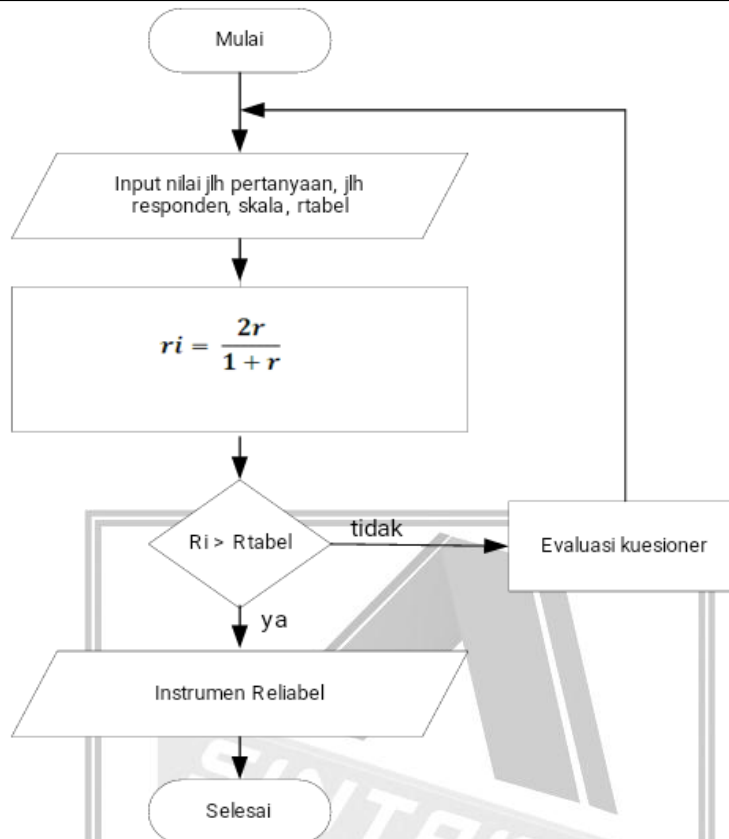 Mulai
Input nilai jlh pertanyaan, jlh
responden, skala, rtabel
ri = 2r / 1 + r
Ri > Rtabel
tidak
Evaluasi kuesioner
ya
Instrumen Reliabel
Selesai